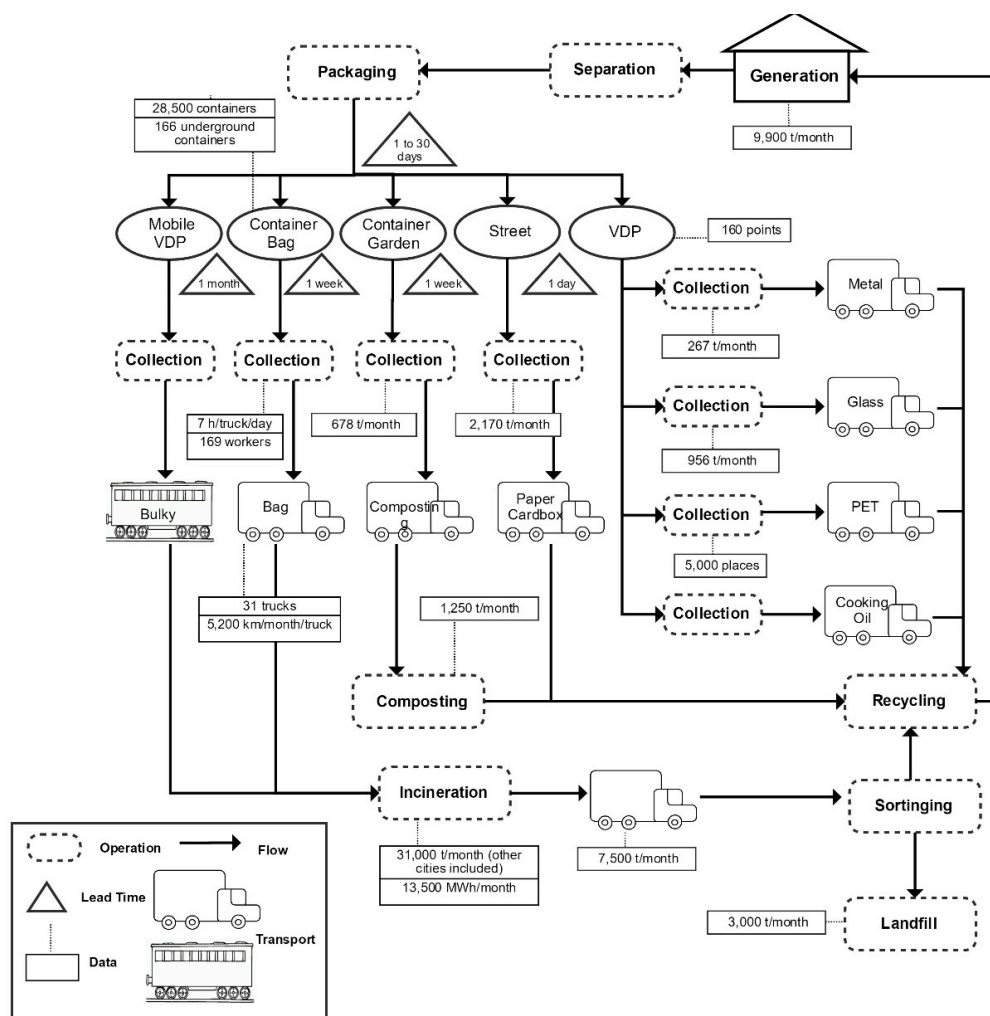 Packaging
Separation
Generation
28,500 containers
166 underground
containers
1 to 30
days
9,900 t/month
Mobile
VDP
Container
Bag
Container
Garden
Street
VDP
160 points
1 month
1 week
1 week
1 day
Collection
Metal
267 t/month
Collection
Collection
Collection
Collection
Collection
Glass
7 h/truck/day
169 workers
678 t/month
2,170 t/month
956 t/month
Bulky
Bag
Compostin
g
Paper
Cardbox
Collection
PET
5,000 places
31 trucks
5,200 km/month/truck
1,250 t/month
Collection
Cooking
Oil
Composting
Recycling
Incineration
Sortinging
31,000 t/month (other
cities included)
13,500 MWh/month
7,500 t/month
3,000 t/month
Landfill
Operation
Flow
Lead Time
Transport
Data